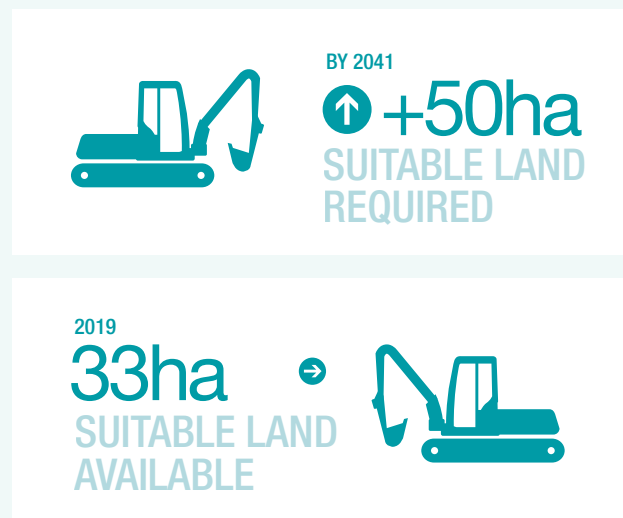 BY 2041
+50ha
SUITABLE LAND
REQUIRED
2019
33ha
SUITABLE LAND
AVAILABLE